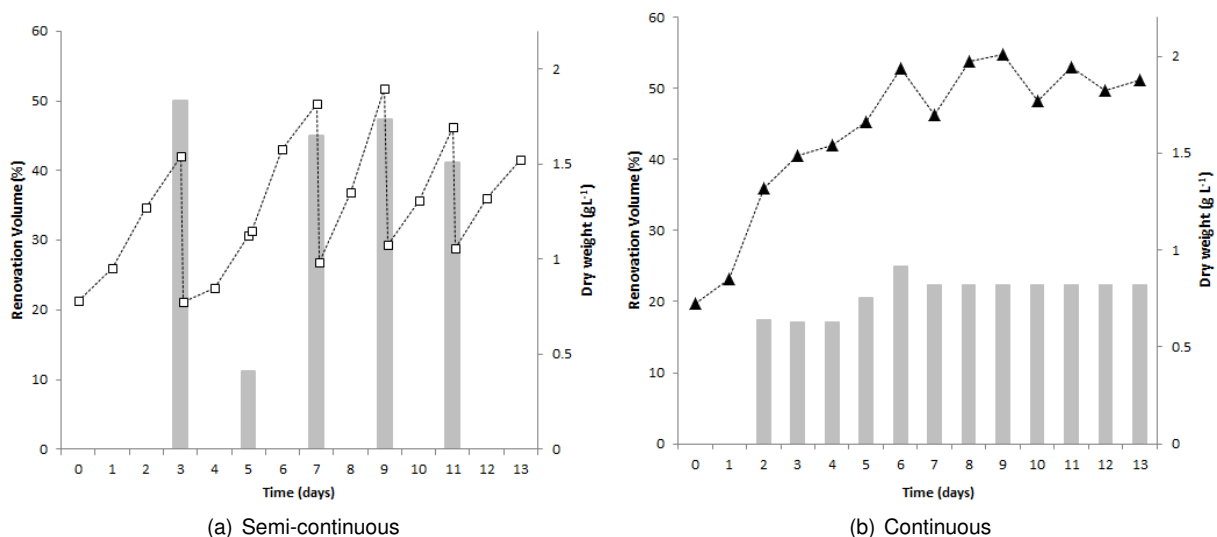 60
50
40
30
20
10
0
Renovation Volume (%)
2
1.5
1
0.5
0
Dry weight (gL⁻¹)
0 1 2 3 4 5 6 7 8 9 10 11 12 13
Time (days)
(a) Semi-continuous
60
50
40
30
20
10
0
Renovation Volume (%)
2
1.5
1
0.5
0
Dry weight (g L⁻¹)
0 1 2 3 4 5 6 7 8 9 10 11 12 13
Time (days)
(b) Continuous